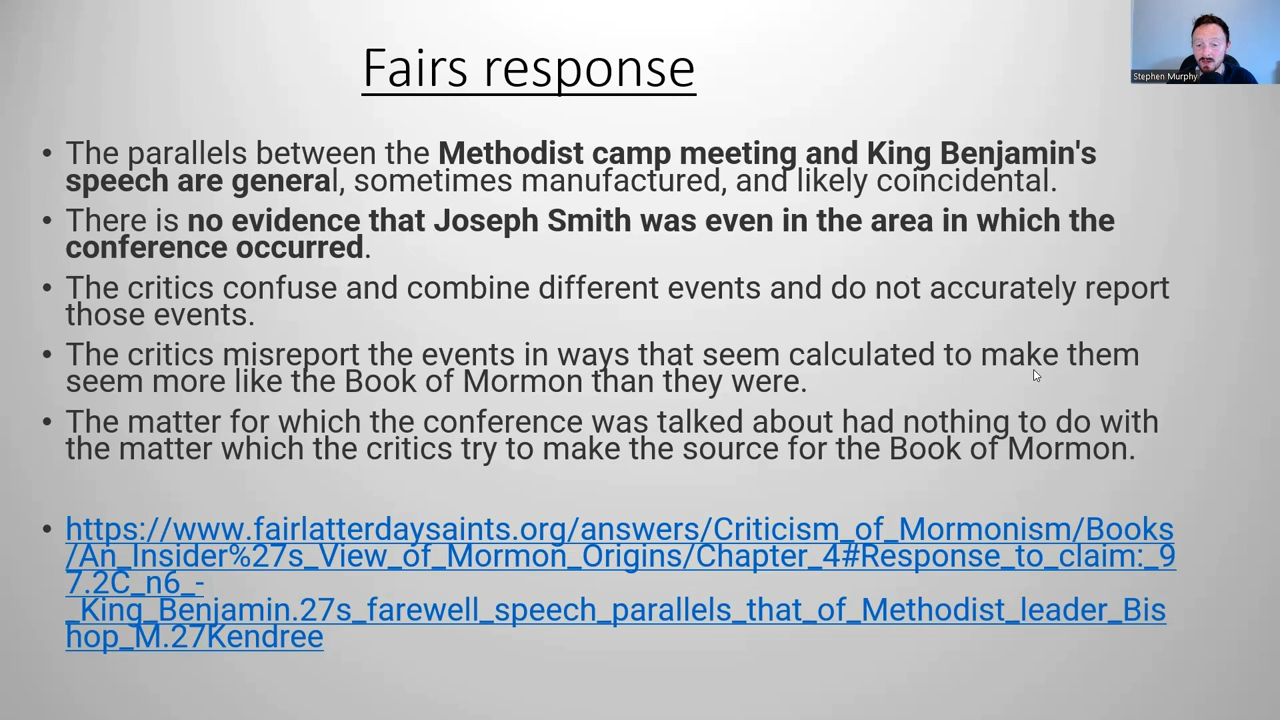 Fairs response
Stephen Murphy
• The parallels between the Methodist camp meeting and King Benjamin's
speech are general, sometimes manufactured, and likely coincidental.
• There is no evidence that Joseph Smith was even in the area in which the
conference occurred.
• The critics confuse and combine different events and do not accurately report
those events.
• The critics misreport the events in ways that seem calculated to make them
seem more like the Book of Mormon than they were.
• The matter for which the conference was talked about had nothing to do with
the matter which the critics try to make the source for the Book of Mormon.
• https://www.fairlatterdaysaints.org/answers/Criticism_of_Mormonism/Books
/An_Insider%27s_View_of_Mormon_Origins/Chapter_4#Response_to_claim:_9
7.2C_n6_-
_King_Benjamin.27s_farewell_speech_parallels_that_of_Methodist_leader_Bis
hop_M.27Kendree